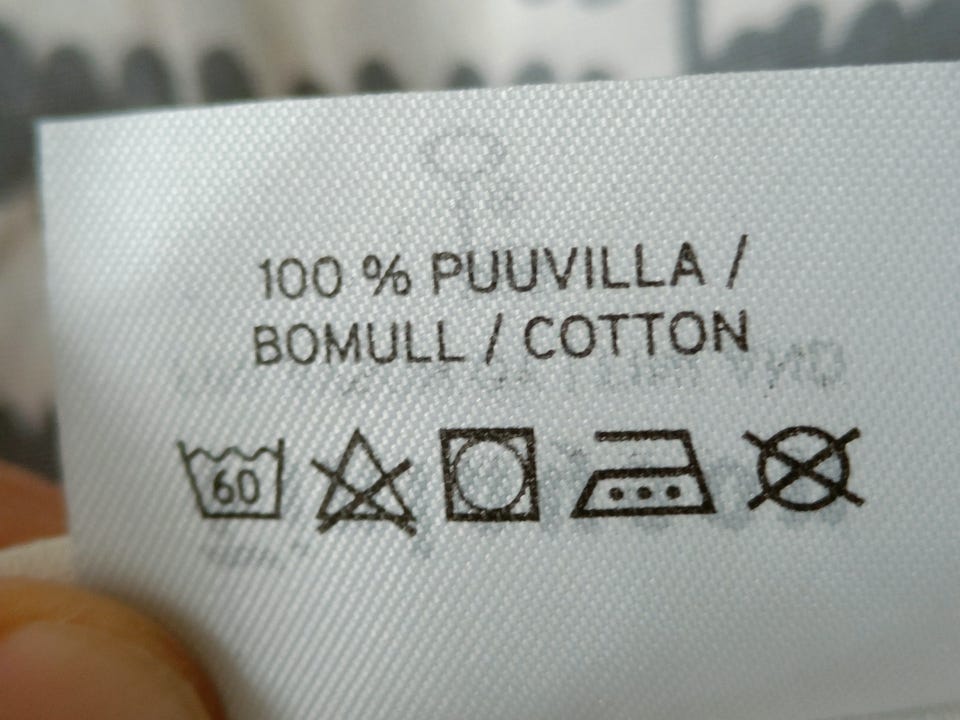 100 % PUUVILLA /
BOMULL / COTTON
60